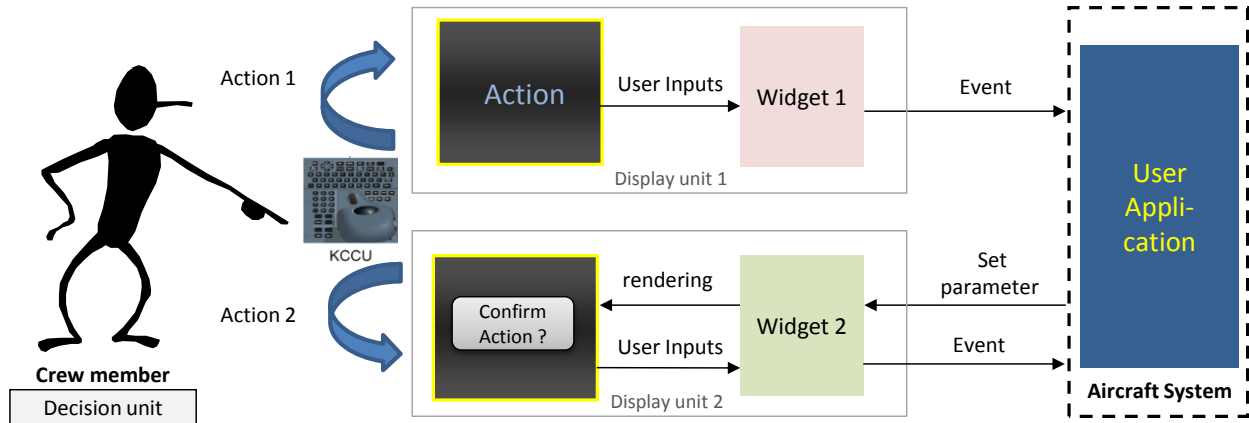 Action 1
KCCU
Action 2
Crew member
Decision unit
Action
User Inputs
Widget 1
Display unit 1
Event
Confirm
Action ?
rendering
User Inputs
Widget 2
Display unit 2
Set
parameter
Event
User
Appli-
cation
Aircraft System